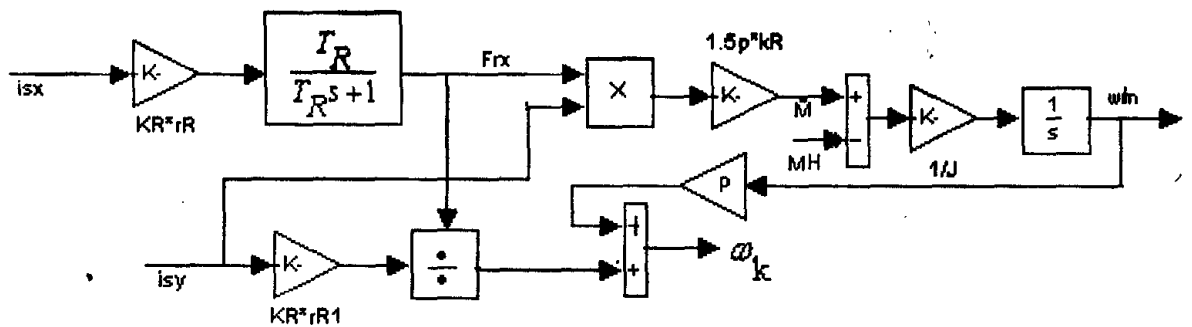 1.5p*kR
T_R
Frx
isx
K-
T_R s+1
×
K-
M
+
K-
1
s
wm
KR*rR
MH
−
1/J
p
+
isy
K-
÷
+
ω_k
KR*rR1